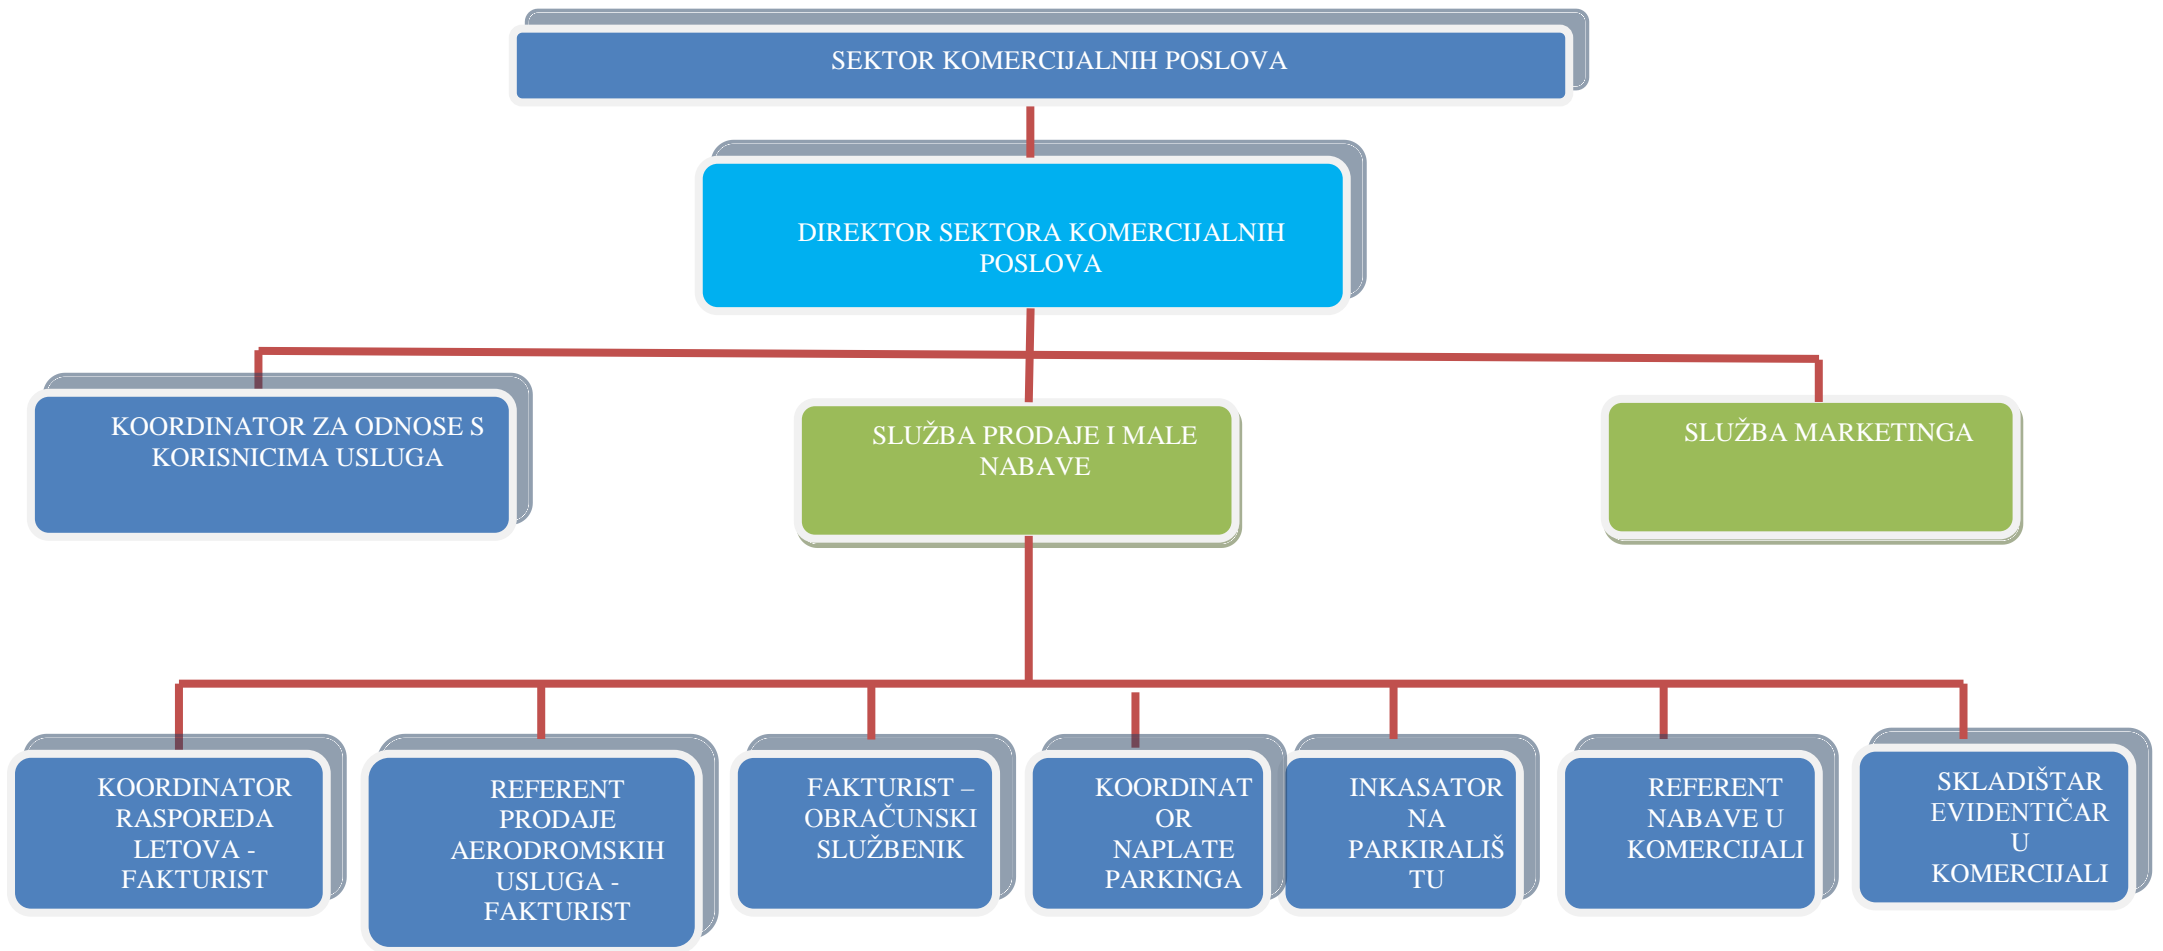 SEKTOR KOMERCIJALNIH POSLOVA
DIREKTOR SEKTORA KOMERCIJALNIH
POSLOVA
KOORDINATOR ZA ODNOSE S
KORISNICIMA USLUGA
SLUŽBA PRODAJE I MALE
NABAVE
SLUŽBA MARKETINGA
KOORDINATOR
RASPOREDA
LETOVA -
FAKTURIST
REFERENT
PRODAJE
AERODROMSKIH
USLUGA -
FAKTURIST
FAKTURIST –
OBRAČUNSKI
SLUŽBENIK
KOORDINAT
OR
NAPLATE
PARKINGA
INKASATOR
NA
PARKIRALIŠ
TU
REFERENT
NABAVE U
KOMERCIJALI
SKLADIŠTAR
EVIDENTIČAR
U
KOMERCIJALI